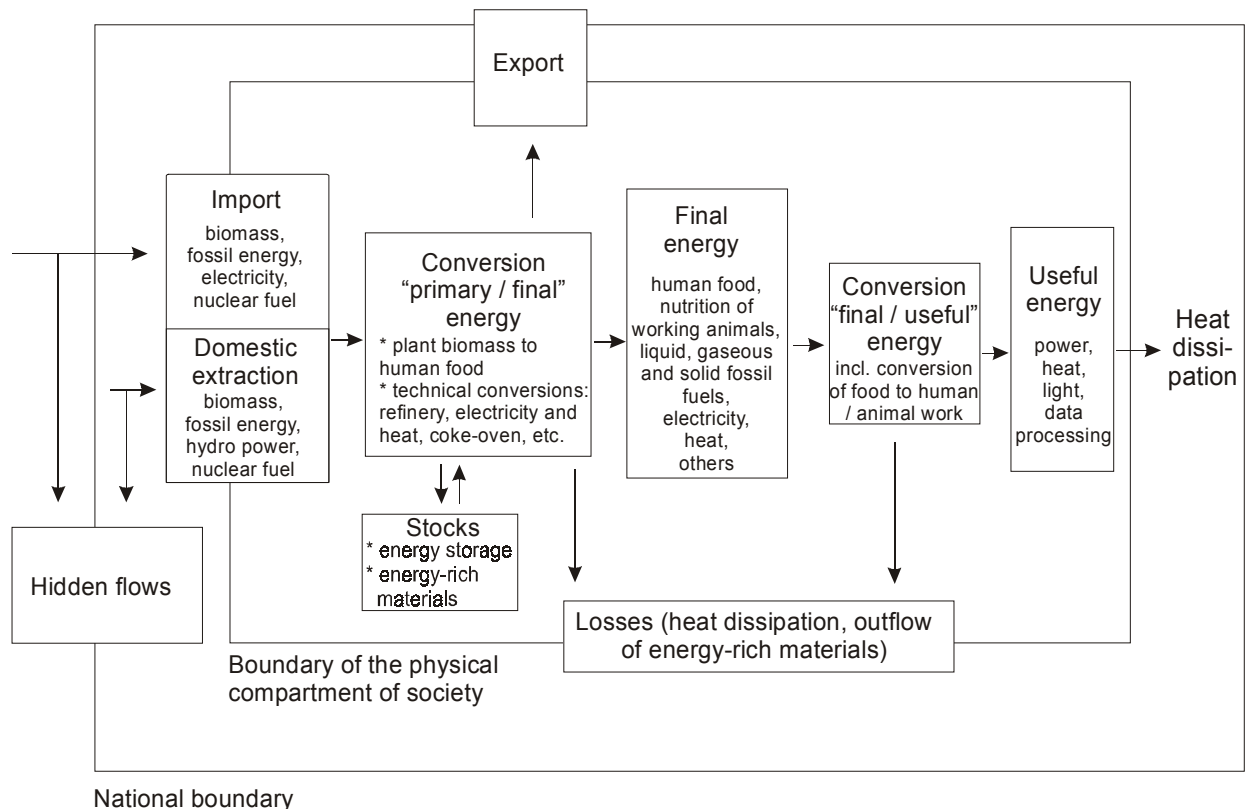 Export
Import
biomass,
fossil energy,
electricity,
nuclear fuel
Domestic
extraction
biomass,
fossil energy,
hydro power,
nuclear fuel
Conversion
“primary / final”
energy
* plant biomass to
human food
* technical conversions:
refinery, electricity and
heat, coke-oven, etc.
Final
energy
human food,
nutrition of
working animals,
liquid, gaseous
and solid fossil
fuels,
electricity,
heat,
others
Conversion
“final / useful”
energy
incl. conversion
of food to human
/ animal work
Useful
energy
power,
heat,
light,
data
processing
Heat
dissi-
pation
Stocks
* energy storage
* energy-rich
materials
Hidden flows
Losses (heat dissipation, outflow
of energy-rich materials)
Boundary of the physical
compartment of society
National boundary